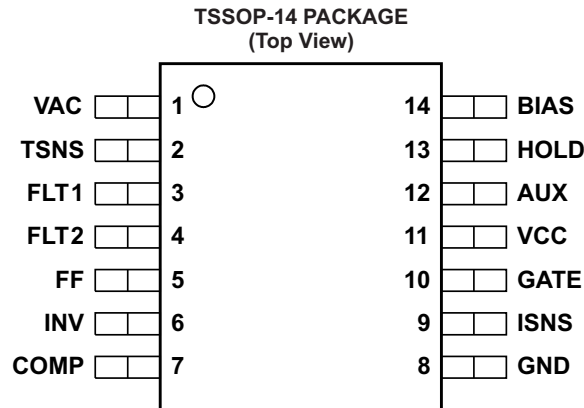 TSSOP-14 PACKAGE
(Top View)
VAC 1 14 BIAS
TSNS 2 13 HOLD
FLT1 3 12 AUX
FLT2 4 11 VCC
FF 5 10 GATE
INV 6 9 ISNS
COMP 7 8 GND